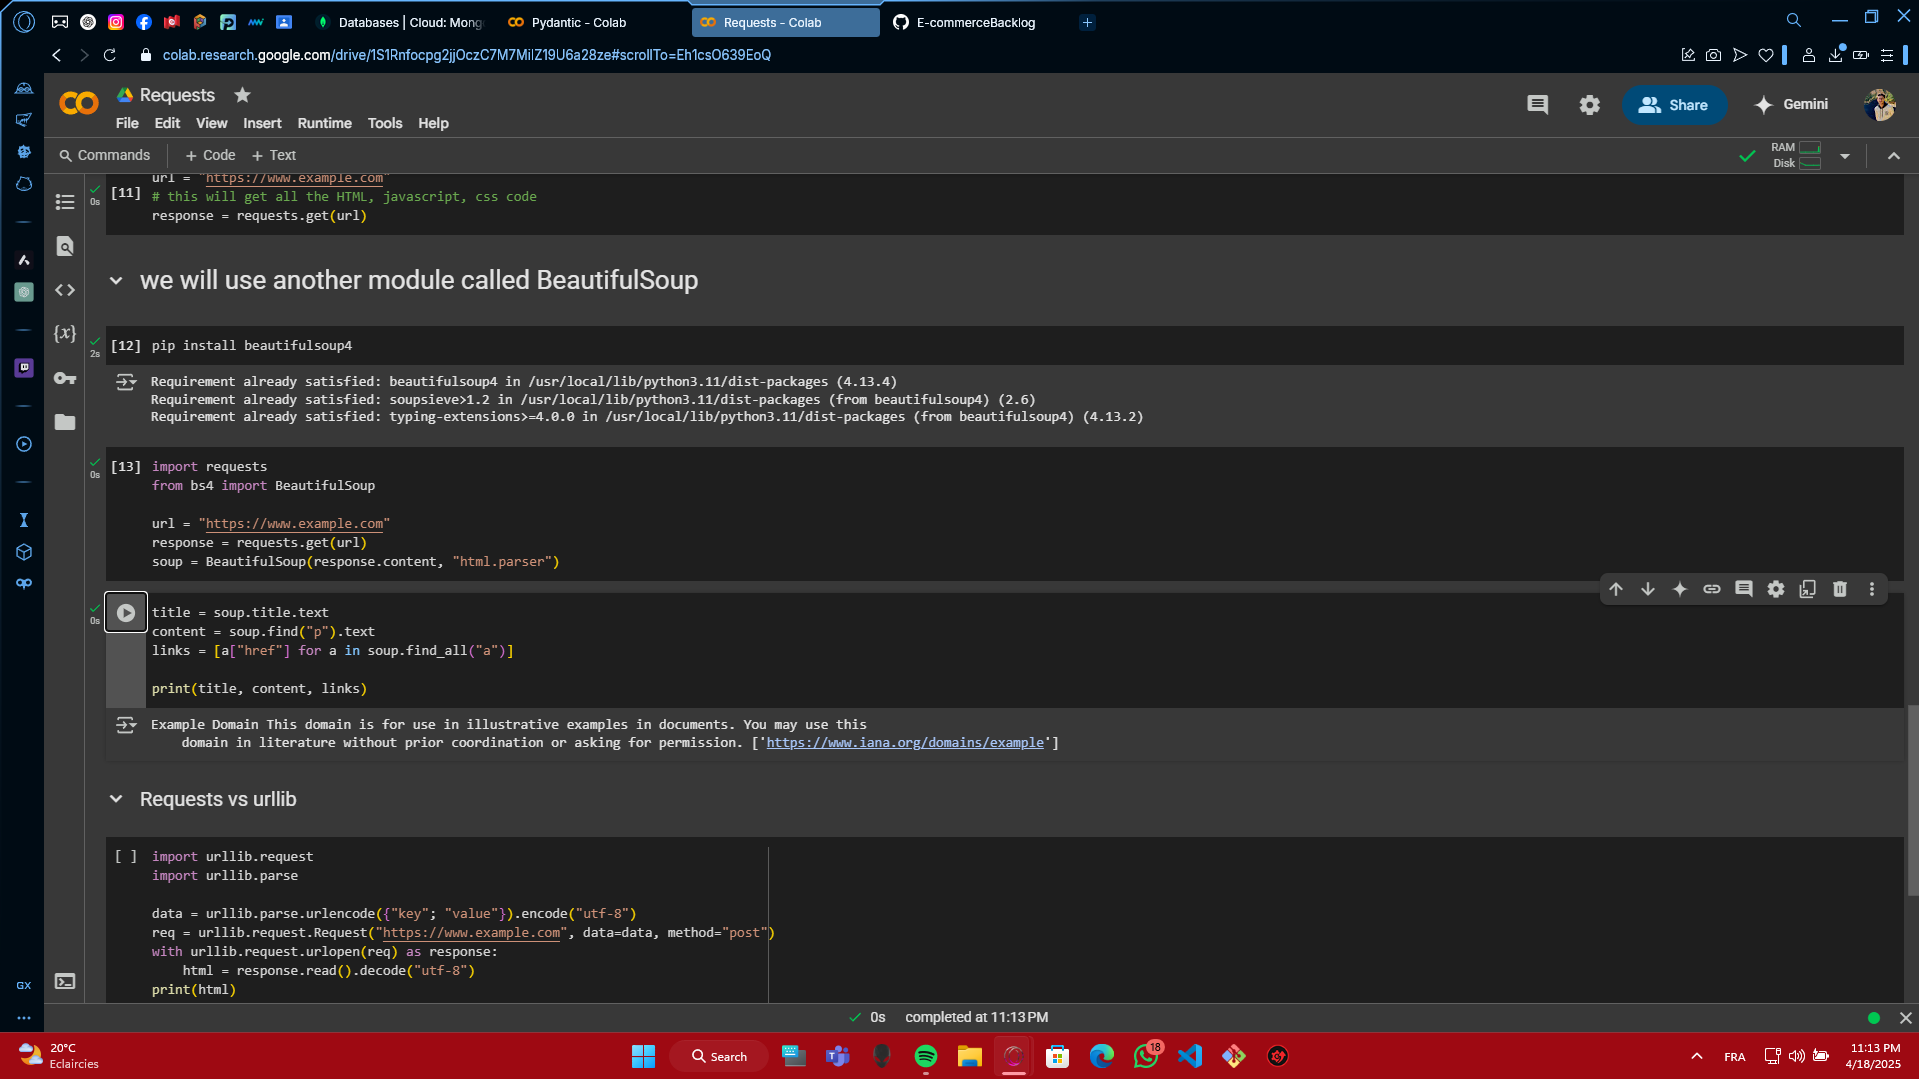 Databases | Cloud: Mong
Pydantic - Colab
Requests - Colab
E-commerceBacklog
colab.research.google.com/drive/1S1Rnfocpg2jjOczC7M7MilZ19U6a28ze#scrollTo=Eh1csO639EoQ
Requests
File Edit View Insert Runtime Tools Help
Share
Gemini
Commands + Code + Text
RAM
Disk
url = "https://www.example.com"
[11] # this will get all the HTML, javascript, css code
0s
response = requests.get(url)
we will use another module called BeautifulSoup
[12] pip install beautifulsoup4
2s
Requirement already satisfied: beautifulsoup4 in /usr/local/lib/python3.11/dist-packages (4.13.4)
Requirement already satisfied: soupsieve>1.2 in /usr/local/lib/python3.11/dist-packages (from beautifulsoup4) (2.6)
Requirement already satisfied: typing-extensions>=4.0.0 in /usr/local/lib/python3.11/dist-packages (from beautifulsoup4) (4.13.2)
[13] import requests
0s
from bs4 import BeautifulSoup
url = "https://www.example.com"
response = requests.get(url)
soup = BeautifulSoup(response.content, "html.parser")
title = soup.title.text
0s
content = soup.find("p").text
links = [a["href"] for a in soup.find_all("a")]
print(title, content, links)
Example Domain This domain is for use in illustrative examples in documents. You may use this
domain in literature without prior coordination or asking for permission. ['https://www.iana.org/domains/example']
Requests vs urllib
[ ] import urllib.request
import urllib.parse
data = urllib.parse.urlencode({"key"; "value"}).encode("utf-8")
req = urllib.request.Request("https://www.example.com", data=data, method="post")
with urllib.request.urlopen(req) as response:
html = response.read().decode("utf-8")
print(html)
GX
0s completed at 11:13 PM
20°C
Eclaircies
Search
18
FRA
11:13 PM
4/18/2025